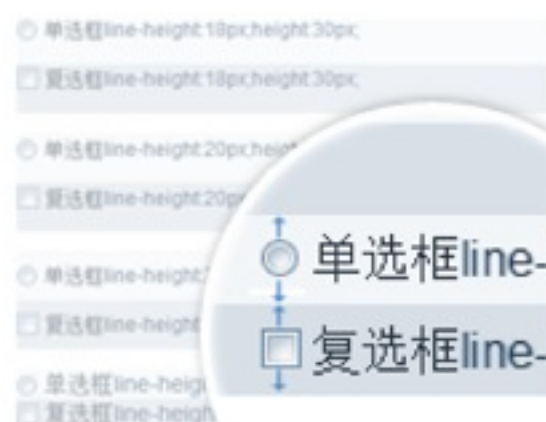 单选框line-height:18px;height:30px;
复选框line-height:18px;height:30px;
单选框line-height:20px;heig
复选框line-height:20p
单选框line-height:
复选框line-height
单选框line-heig
复选框line-heigh
单选框line-
复选框line-